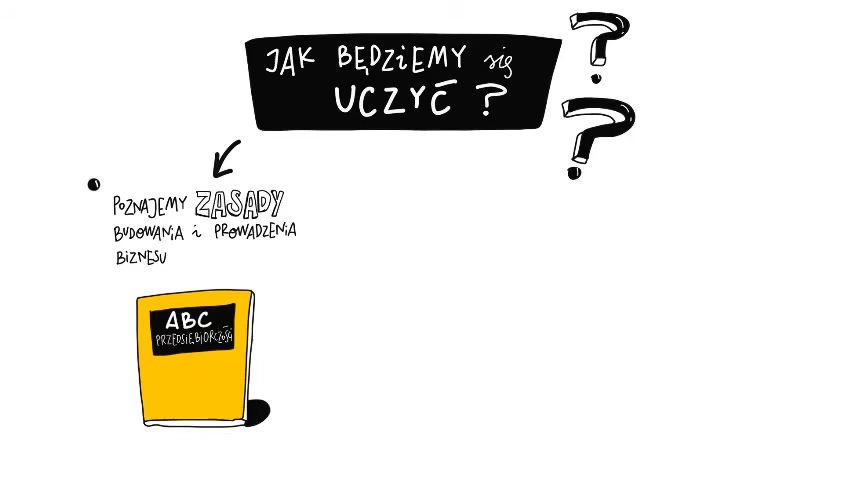 JAK BĘDZiEMY się
UCZYĆ ?
POZNAJEMY ZASADY
BUDOWANIA i PROWADZENIA
BIZNESU
ABC
PRZEDSIĘBIORCZOŚCi